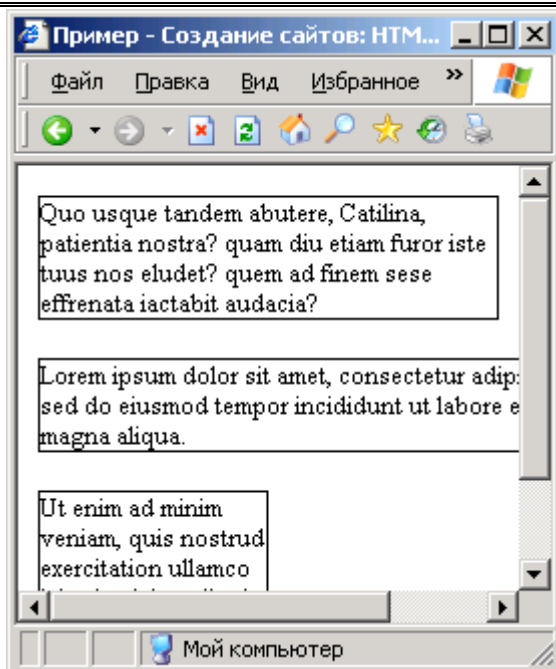 Пример - Создание сайтов: HTM...
Файл Правка Вид Избранное »
Quo usque tandem abutere, Catilina,
patientia nostra? quam diu etiam furor iste
tuus nos eludet? quem ad finem sese
effrenata iactabit audacia?
Lorem ipsum dolor sit amet, consectetur
sed do eiusmod tempor incididunt ut labore e
magna aliqua.
Ut enim ad minim
veniam, quis nostrud
exercitation ullamco
Мой компьютер